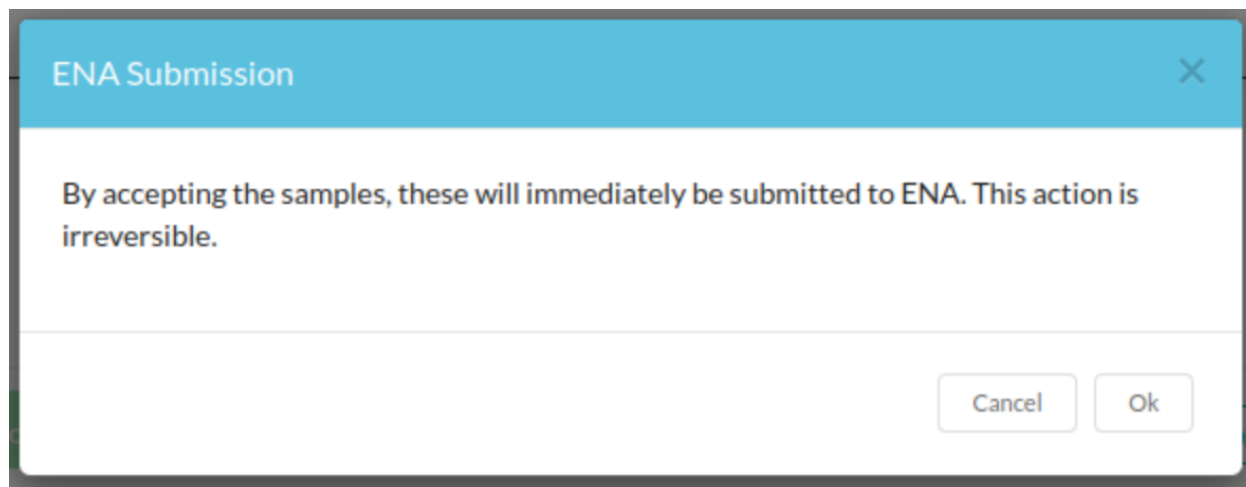 ENA Submission
By accepting the samples, these will immediately be submitted to ENA. This action is
irreversible.
Cancel Ok